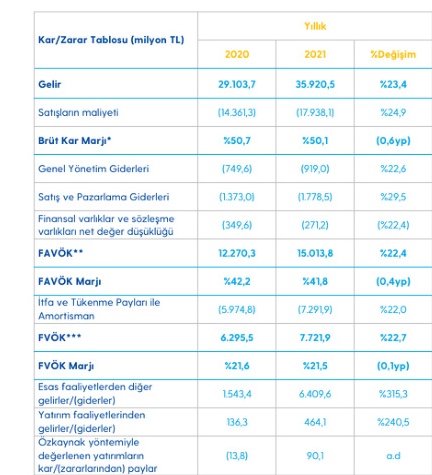 Kar/Zarar Tablosu (milyon TL)
Yıllık
2020 2021 %Değişim
Gelir 29.103,7 35.920,5 %23,4
Satışların maliyeti (14.361,3) (17.938,1) %24,9
Brüt Kar Marjı* %50,7 %50,1 (0,6yp)
Genel Yönetim Giderleri (749,6) (919,0) %22,6
Satış ve Pazarlama Giderleri (1.373,0) (1.778,5) %29,5
Finansal varlıklar ve sözleşme
varlıkları net değer düşüklüğü (349,6) (271,2) (%22,4)
FAVÖK** 12.270,3 15.013,8 %22,4
FAVÖK Marjı %42,2 %41,8 (0,4yp)
İtfa ve Tükenme Payları ile
Amortisman (5.974,8) (7.291,9) %22,0
FVÖK*** 6.295,5 7.721,9 %22,7
FVÖK Marjı %21,6 %21,5 (0,1yp)
Esas faaliyetlerden diğer
gelirler/(giderler) 1.543,4 6.409,6 %315,3
Yatırım faaliyetlerinden
gelirler/(giderler) 136,3 464,1 %240,5
Özkaynak yöntemiyle
değerlenen yatırımların
kar/(zararlarından) paylar (13,8) 90,1 a.d